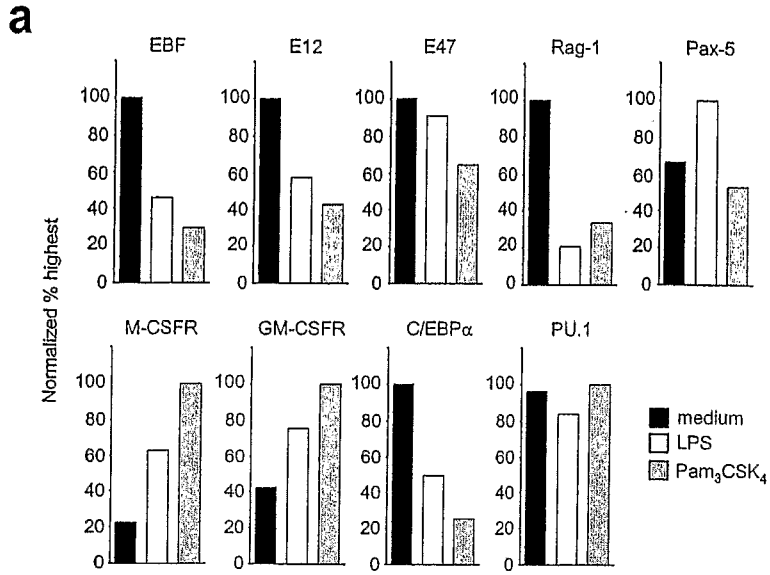 a
EBF E12 E47 Rag-1 Pax-5
100 100 100 100 100
80 80 80 80 80
60 60 60 60 60
40 40 40 40 40
20 20 20 20 20
0 0 0 0 0
Normalized % highest
M-CSFR GM-CSFR C/EBPα PU.1
100 100 100 100
80 80 80 80
60 60 60 60
40 40 40 40
20 20 20 20
0 0 0 0
medium
LPS
Pam₃CSK₄